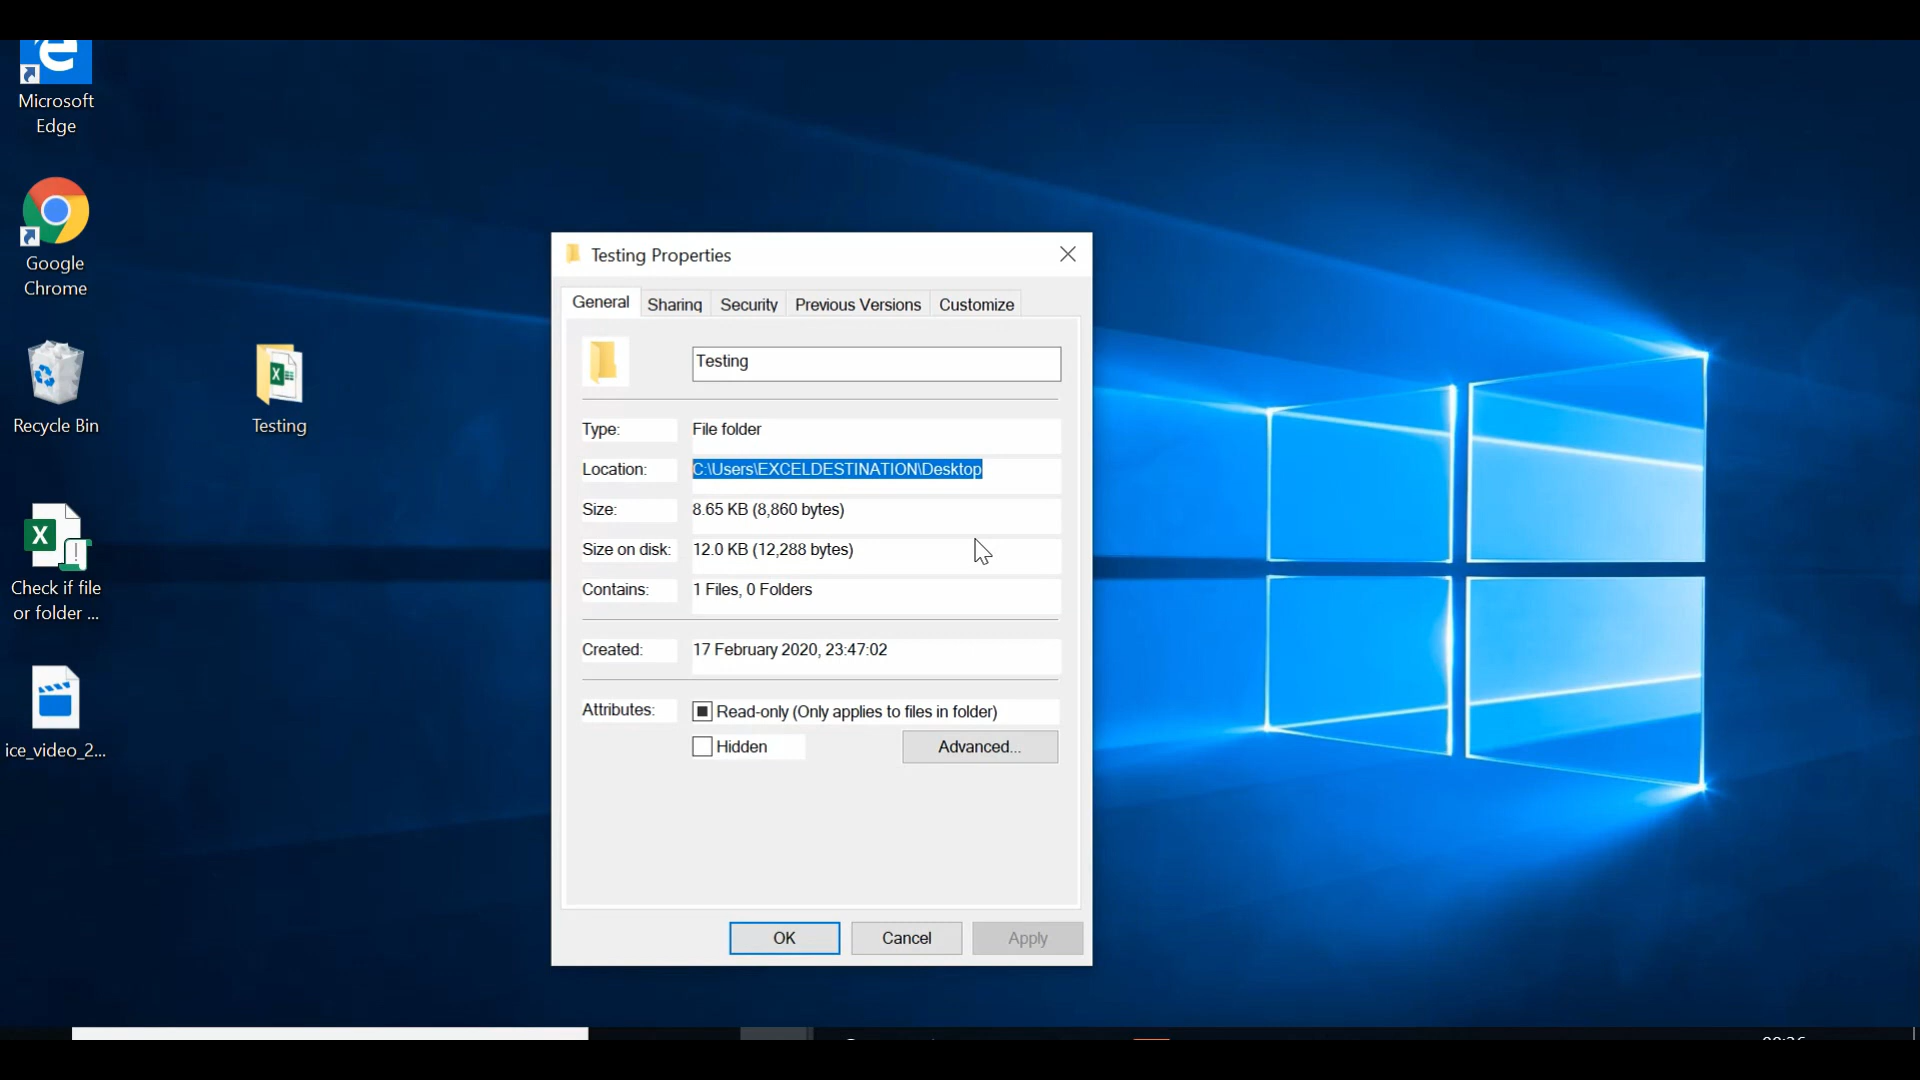 Microsoft
Edge
Google
Chrome
Recycle Bin
Testing
Check if file
or folder ...
ice_video_2...
Testing Properties
General
Sharing
Security
Previous Versions
Customize
Testing
Type:
File folder
Location:
C:\Users\EXCELDESTINATION\Desktop
Size:
8.65 KB (8,860 bytes)
Size on disk:
12.0 KB (12,288 bytes)
Contains:
1 Files, 0 Folders
Created:
17 February 2020, 23:47:02
Attributes:
Read-only (Only applies to files in folder)
Hidden
Advanced...
OK
Cancel
Apply